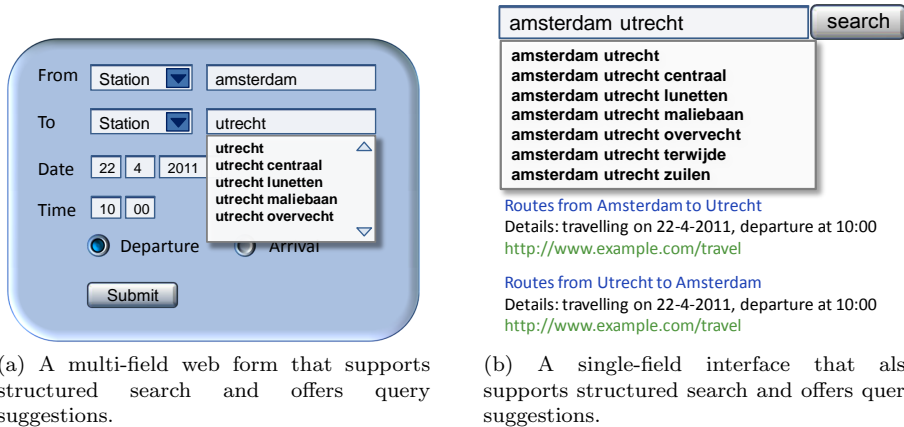 From Station amsterdam
To Station utrecht
utrecht
utrecht centraal
utrecht lunetten
utrecht maliebaan
utrecht overvecht
Date 22 4 2011
Time 10 00
Departure Arrival
Submit
(a) A multi-field web form that supports
structured search and offers query
suggestions.
amsterdam utrecht search
amsterdam utrecht
amsterdam utrecht centraal
amsterdam utrecht lunetten
amsterdam utrecht maliebaan
amsterdam utrecht overvecht
amsterdam utrecht terwijde
amsterdam utrecht zuilen
Routes from Amsterdam to Utrecht
Details: travelling on 22-4-2011, departure at 10:00
http://www.example.com/travel
Routes from Utrecht to Amsterdam
Details: travelling on 22-4-2011, departure at 10:00
http://www.example.com/travel
(b) A single-field interface that als
supports structured search and offers quer
suggestions.